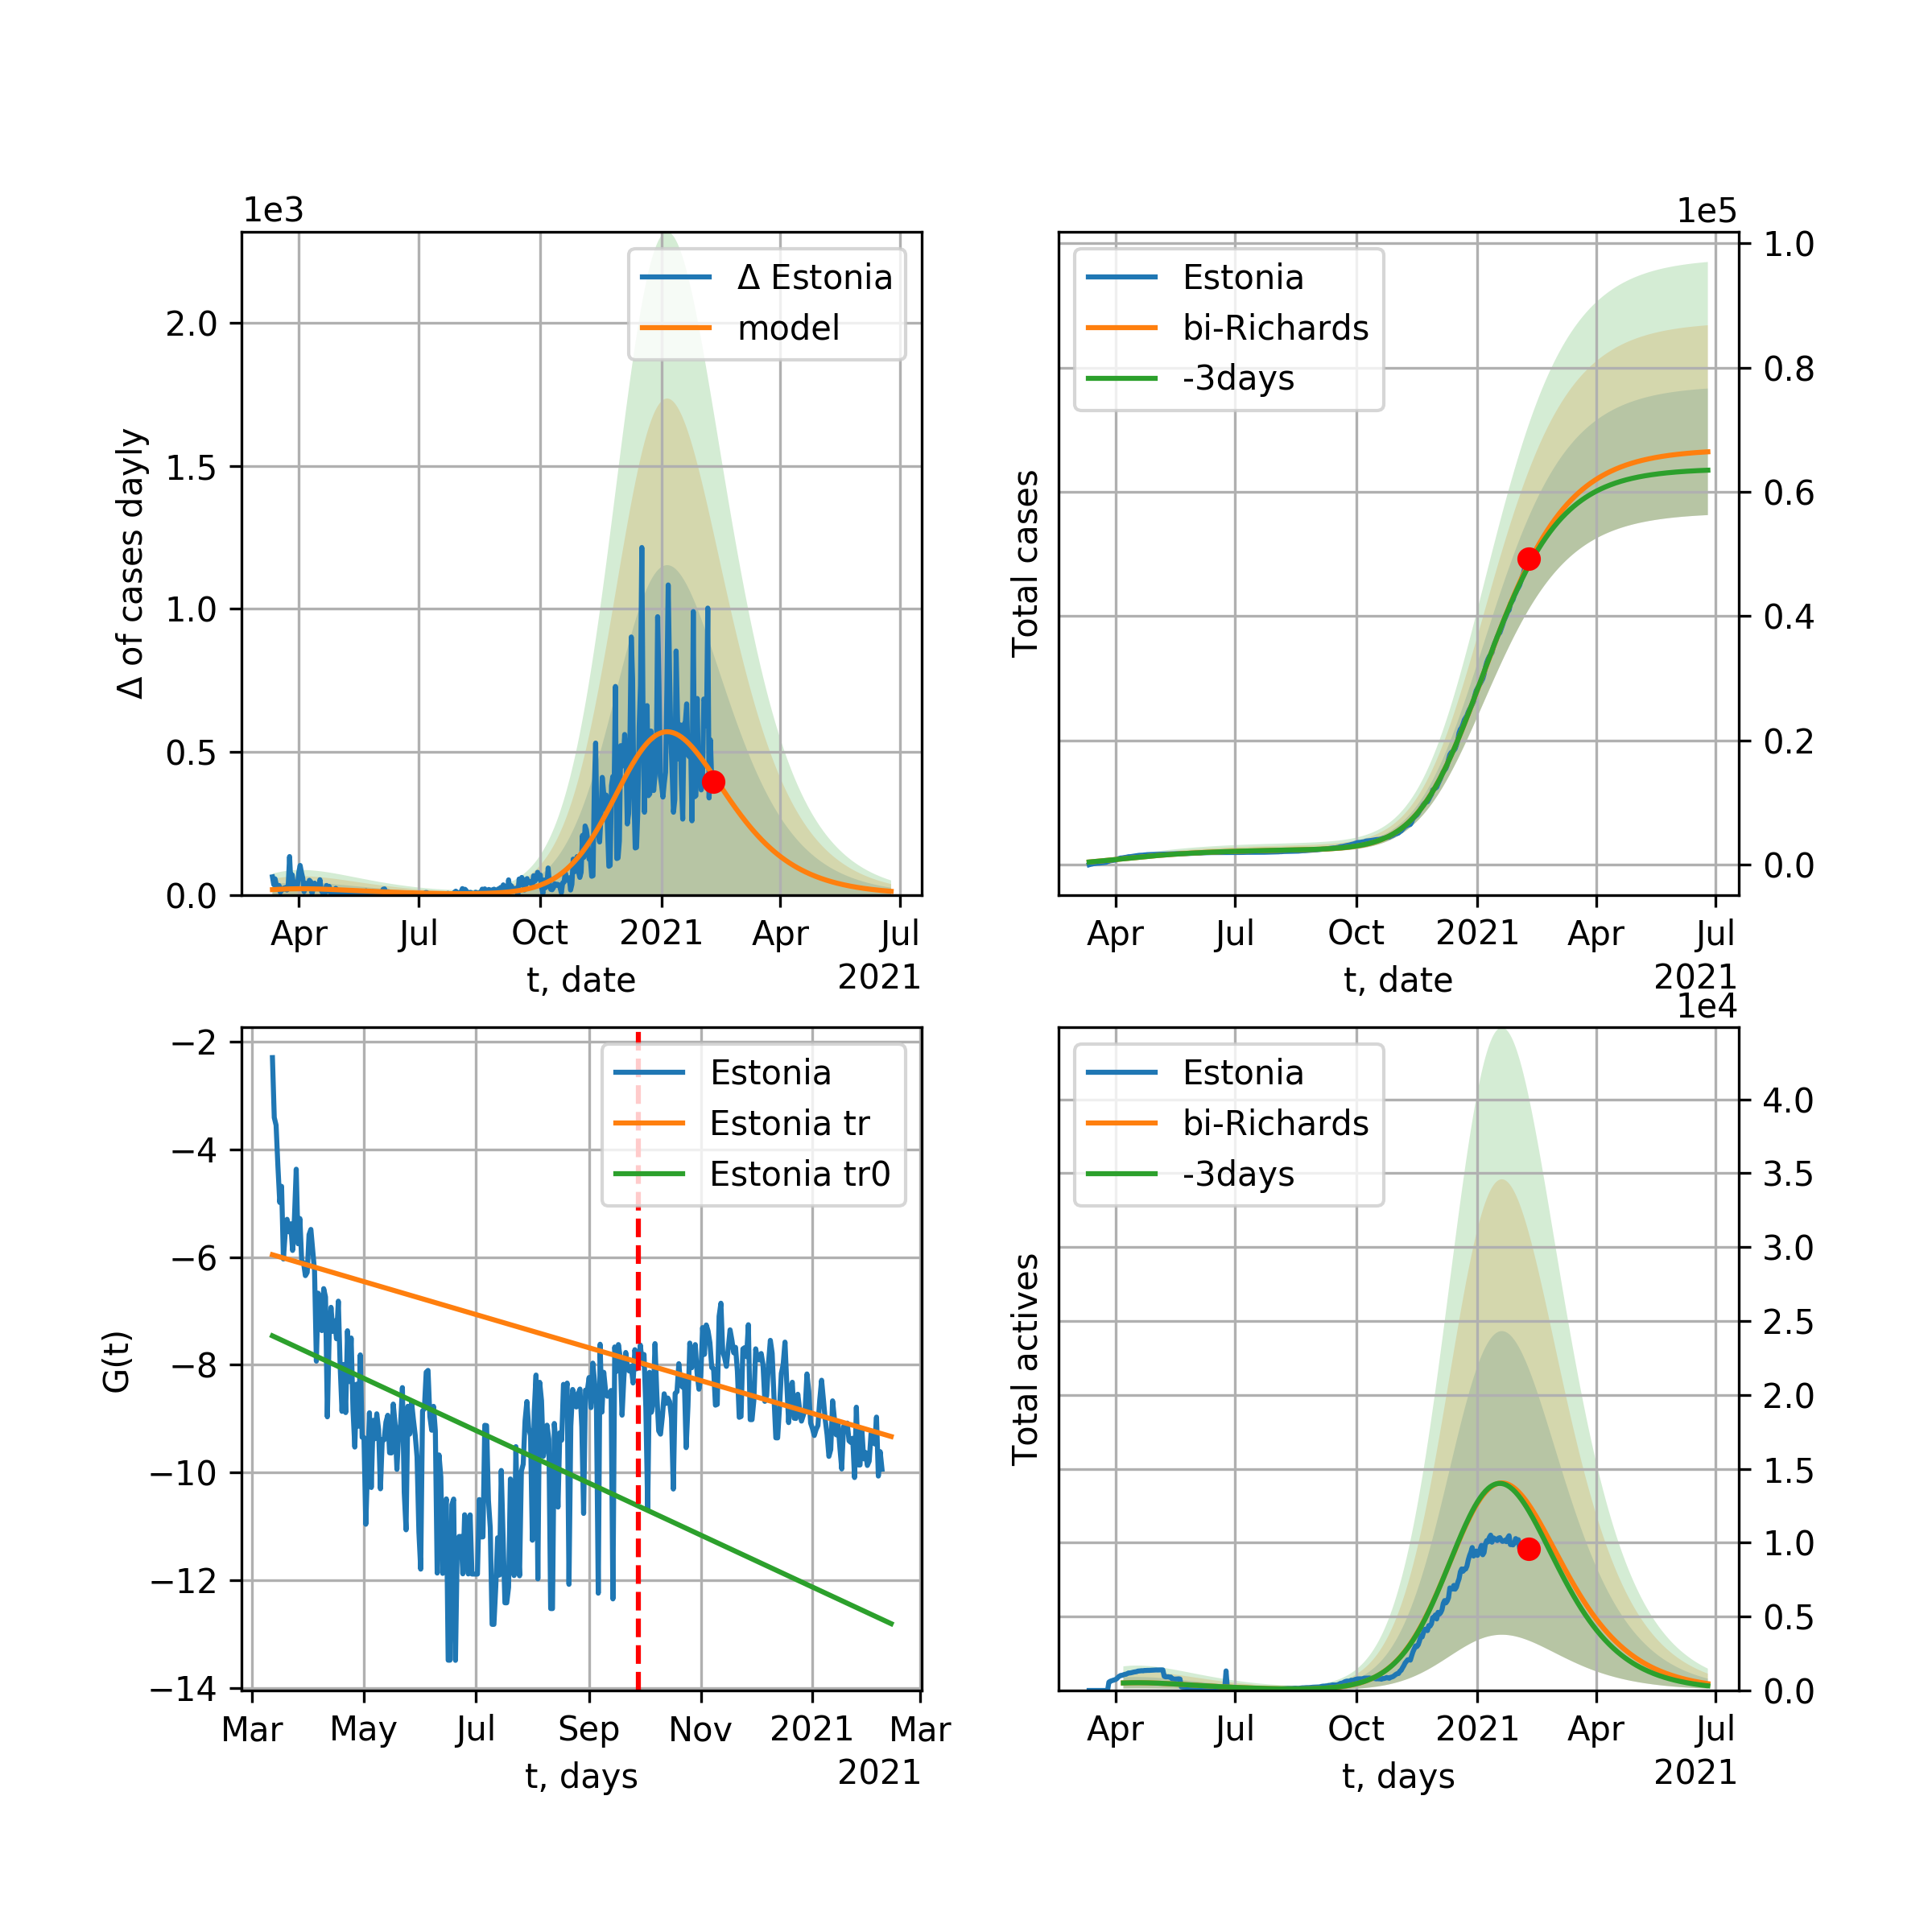 1e3
Δ Estonia
model
2.0
1.5
1.0
0.5
0.0
Δ of cases dayly
Apr Jul Oct 2021 Apr Jul
t, date
2021
1e5
Estonia
bi-Richards
-3days
1.0
0.8
0.6
0.4
0.2
0.0
Total cases
Apr Jul Oct 2021 Apr Jul
t, date
2021
Estonia
Estonia tr
Estonia tr0
−2
−4
−6
−8
−10
−12
−14
G(t)
Mar May Jul Sep Nov 2021 Mar
t, days
2021
1e4
Estonia
bi-Richards
-3days
4.0
3.5
3.0
2.5
2.0
1.5
1.0
0.5
0.0
Total actives
Apr Jul Oct 2021 Apr Jul
t, days
2021